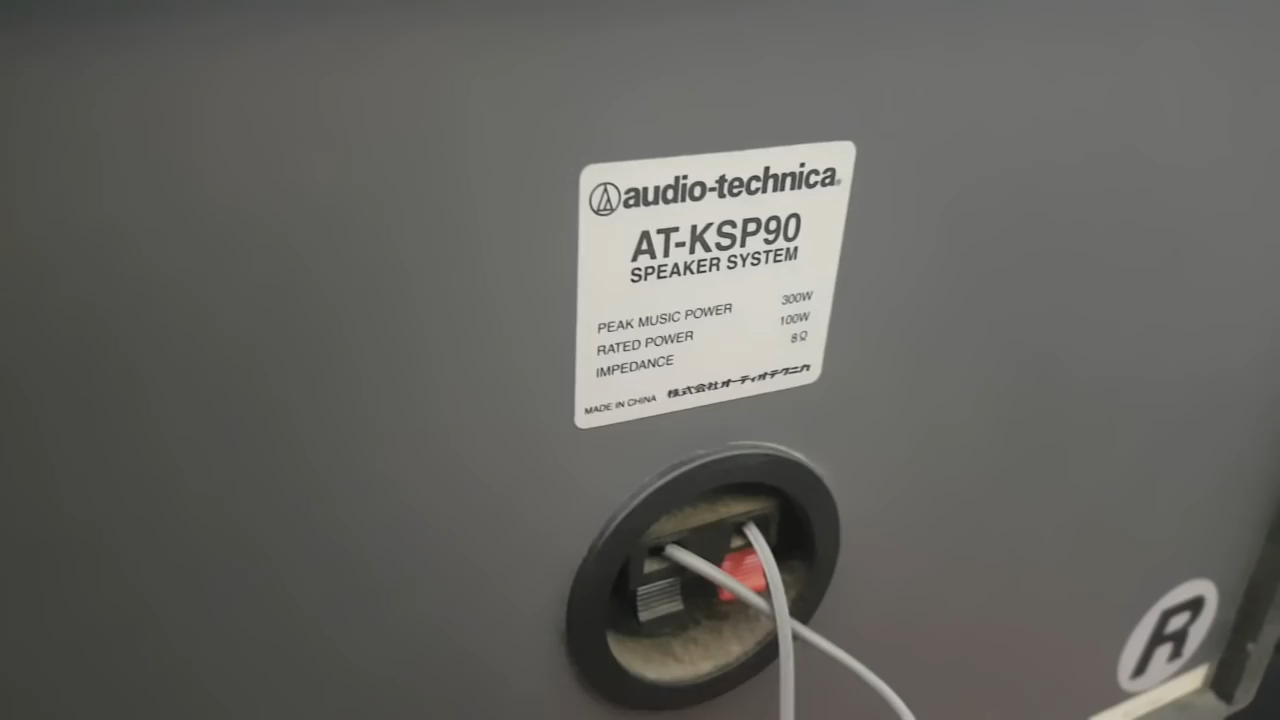 audio-technica®
AT-KSP90
SPEAKER SYSTEM
PEAK MUSIC POWER 300W
RATED POWER 100W
IMPEDANCE 8Ω
MADE IN CHINA 株式会社オーディオテクニカ
R